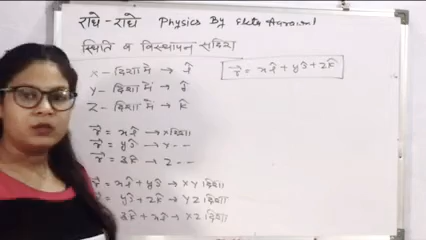 राधे - राधे Physics By Ekta Agrawal
स्थिति व विस्थापन सदिश
X - दिशा में → î
Y - दिशा में → ĵ
Z - दिशा में → k̂
r⃗ = xî + yĵ + zk̂
r⃗ = xî → X दिशा
r⃗ = yĵ → Y - -
r⃗ = zk̂ → Z - -
r⃗ = xî + yĵ → XY दिशा
r⃗ = yĵ + zk̂ → YZ दिशा
zk̂ + xî → XZ दिशा